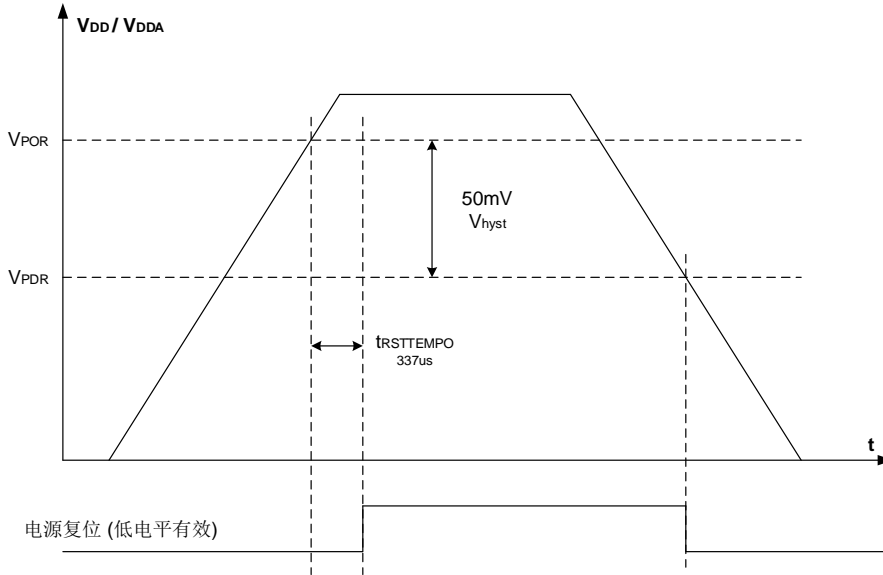 VDD / VDDA
VPOR
50mV
Vhyst
VPDR
tRSTTEMPO
337us
t
电源复位 (低电平有效)